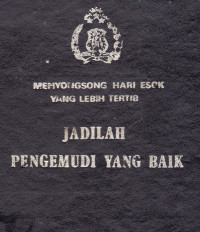 MENYONGSONG HARI ESOK
YANG LEBIH TERTIB
JADILAH
PENGEMUDI YANG BAIK